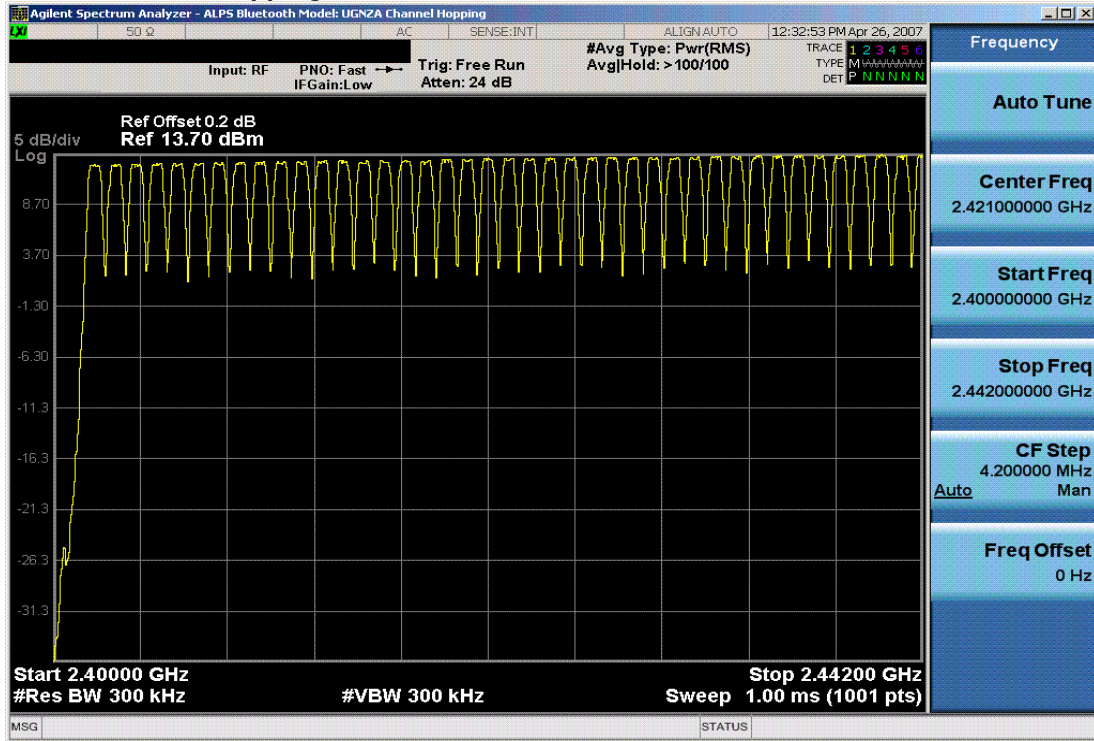 Agilent Spectrum Analyzer - ALPS Bluetooth Model: UGNZA Channel Hopping
LXI 50 Ω AC SENSE:INT ALIGN AUTO 12:32:53 PM Apr 26, 2007
Frequency
#Avg Type: Pwr(RMS) TRACE 1 2 3 4 5 6
Input: RF PNO: Fast Trig: Free Run Avg|Hold: >100/100 TYPE M
IFGain:Low Atten: 24 dB DET P N N N N N
Auto Tune
Ref Offset 0.2 dB
5 dB/div Ref 13.70 dBm
Log
8.70
3.70
-1.30
-6.30
-11.3
-16.3
-21.3
-26.3
-31.3
Center Freq
2.421000000 GHz
Start Freq
2.400000000 GHz
Stop Freq
2.442000000 GHz
CF Step
4.200000 MHz
Auto Man
Freq Offset
0 Hz
Start 2.40000 GHz Stop 2.44200 GHz
#Res BW 300 kHz #VBW 300 kHz Sweep 1.00 ms (1001 pts)
MSG STATUS